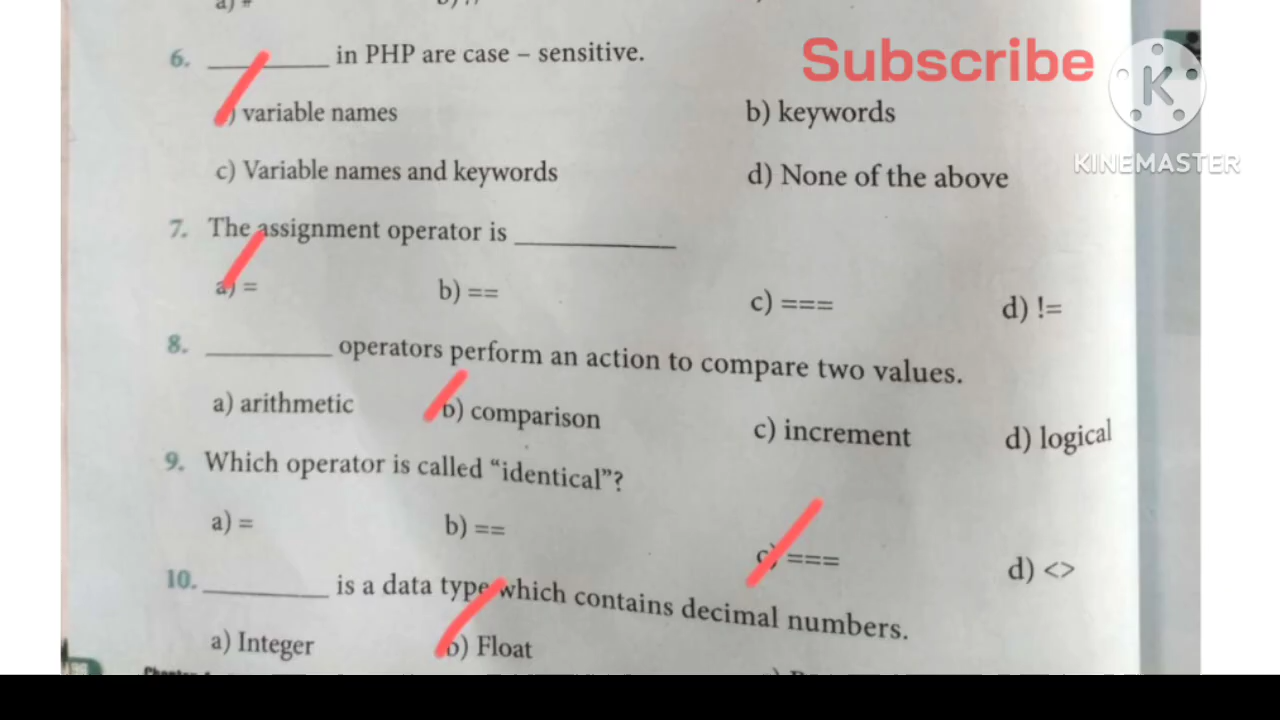 a) #
6. ________ in PHP are case – sensitive.
) variable names b) keywords
c) Variable names and keywords d) None of the above
7. The assignment operator is ________
a) = b) == c) === d) !=
8. ________ operators perform an action to compare two values.
a) arithmetic b) comparison c) increment d) logical
9. Which operator is called “identical”?
a) = b) == c) === d) <>
10. ________ is a data type which contains decimal numbers.
a) Integer b) Float
Subscribe
K
KINEMASTER